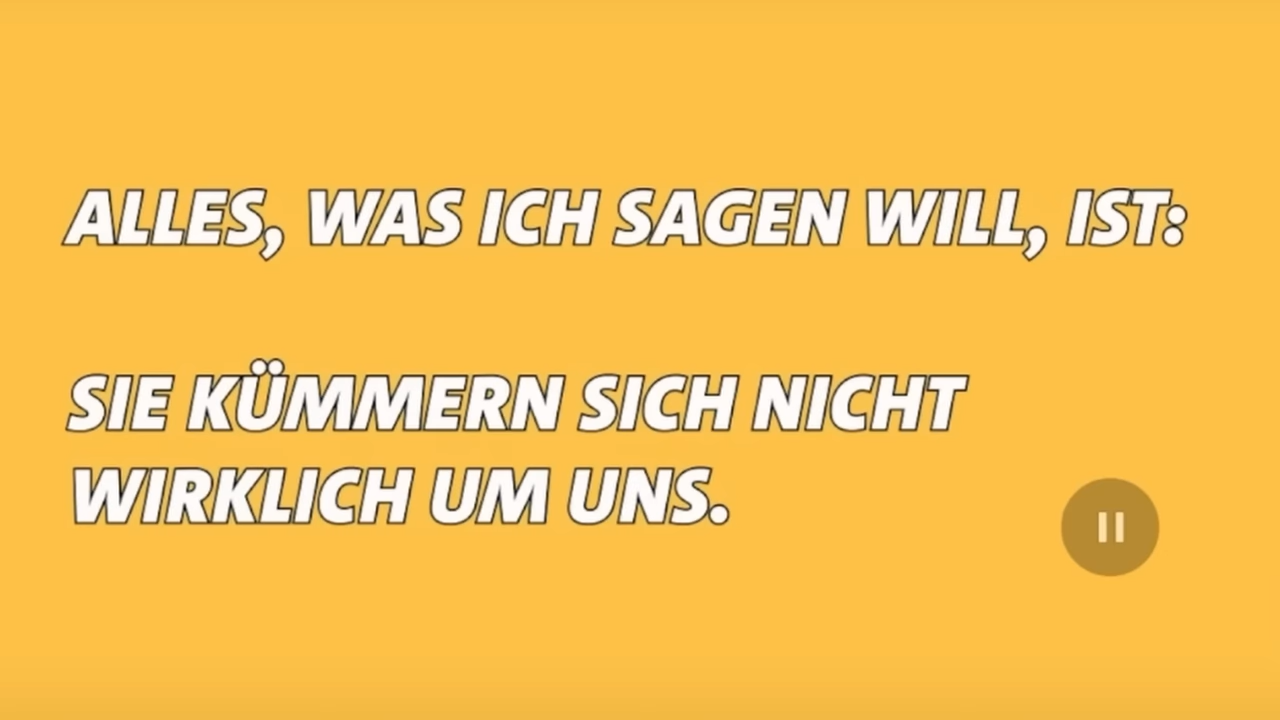 ALLES, WAS ICH SAGEN WILL, IST:
SIE KÜMMERN SICH NICHT
WIRKLICH UM UNS.